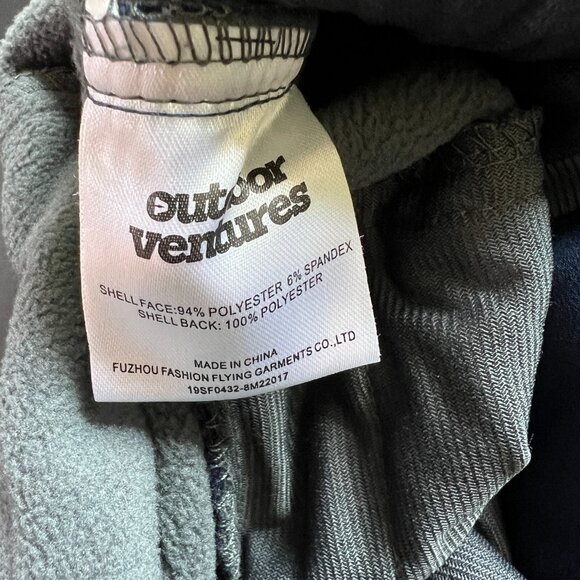 outdoor
ventures
SHELL FACE:94% POLYESTER 6% SPANDEX
SHELL BACK: 100% POLYESTER
MADE IN CHINA
FUZHOU FASHION FLYING GARMENTS CO.,LTD
19SF0432-8M22017